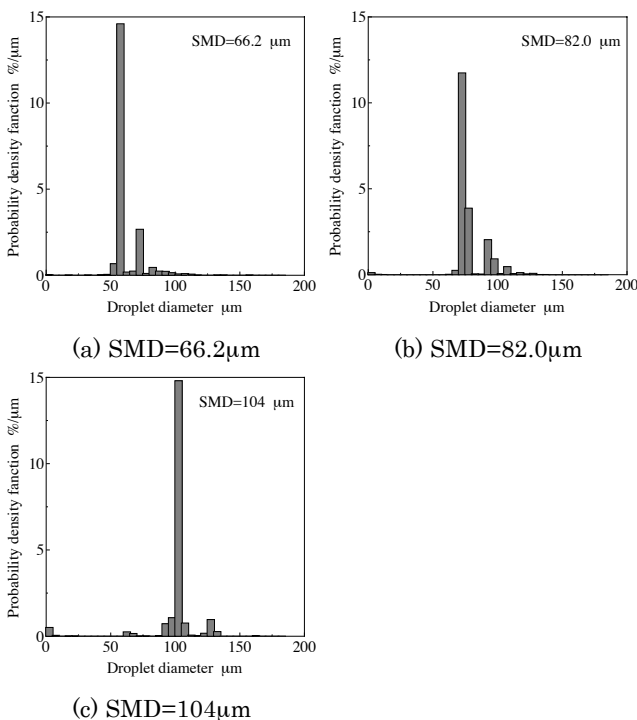 Probability density fanction %/μm
15
10
5
0
SMD=66.2 μm
0 50 100 150 200
Droplet diameter μm
(a) SMD=66.2μm
Probability density fanction %/μm
15
10
5
0
SMD=82.0 μm
0 50 100 150 200
Droplet diameter μm
(b) SMD=82.0μm
Probability density fanction %/μm
15
10
5
0
SMD=104 μm
0 50 100 150 200
Droplet diameter μm
(c) SMD=104μm